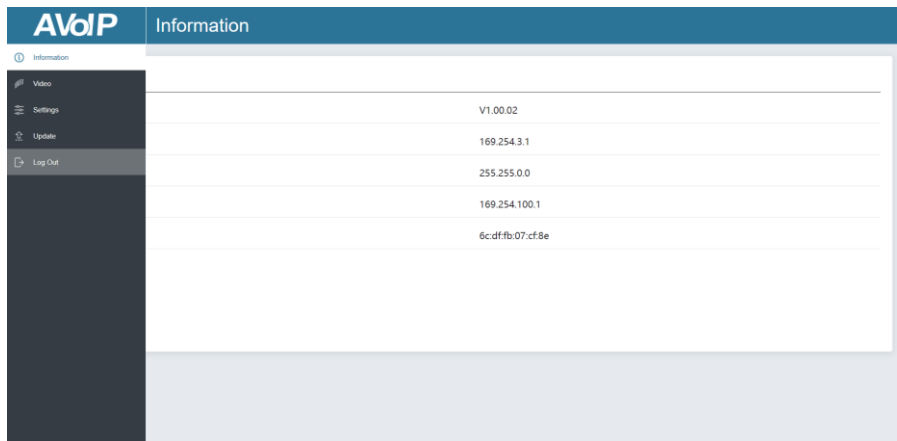 AVoIP
Information
Information
Video
Settings
Update
Log Out
V1.00.02
169.254.3.1
255.255.0.0
169.254.100.1
6c:df:fb:07:cf:8e